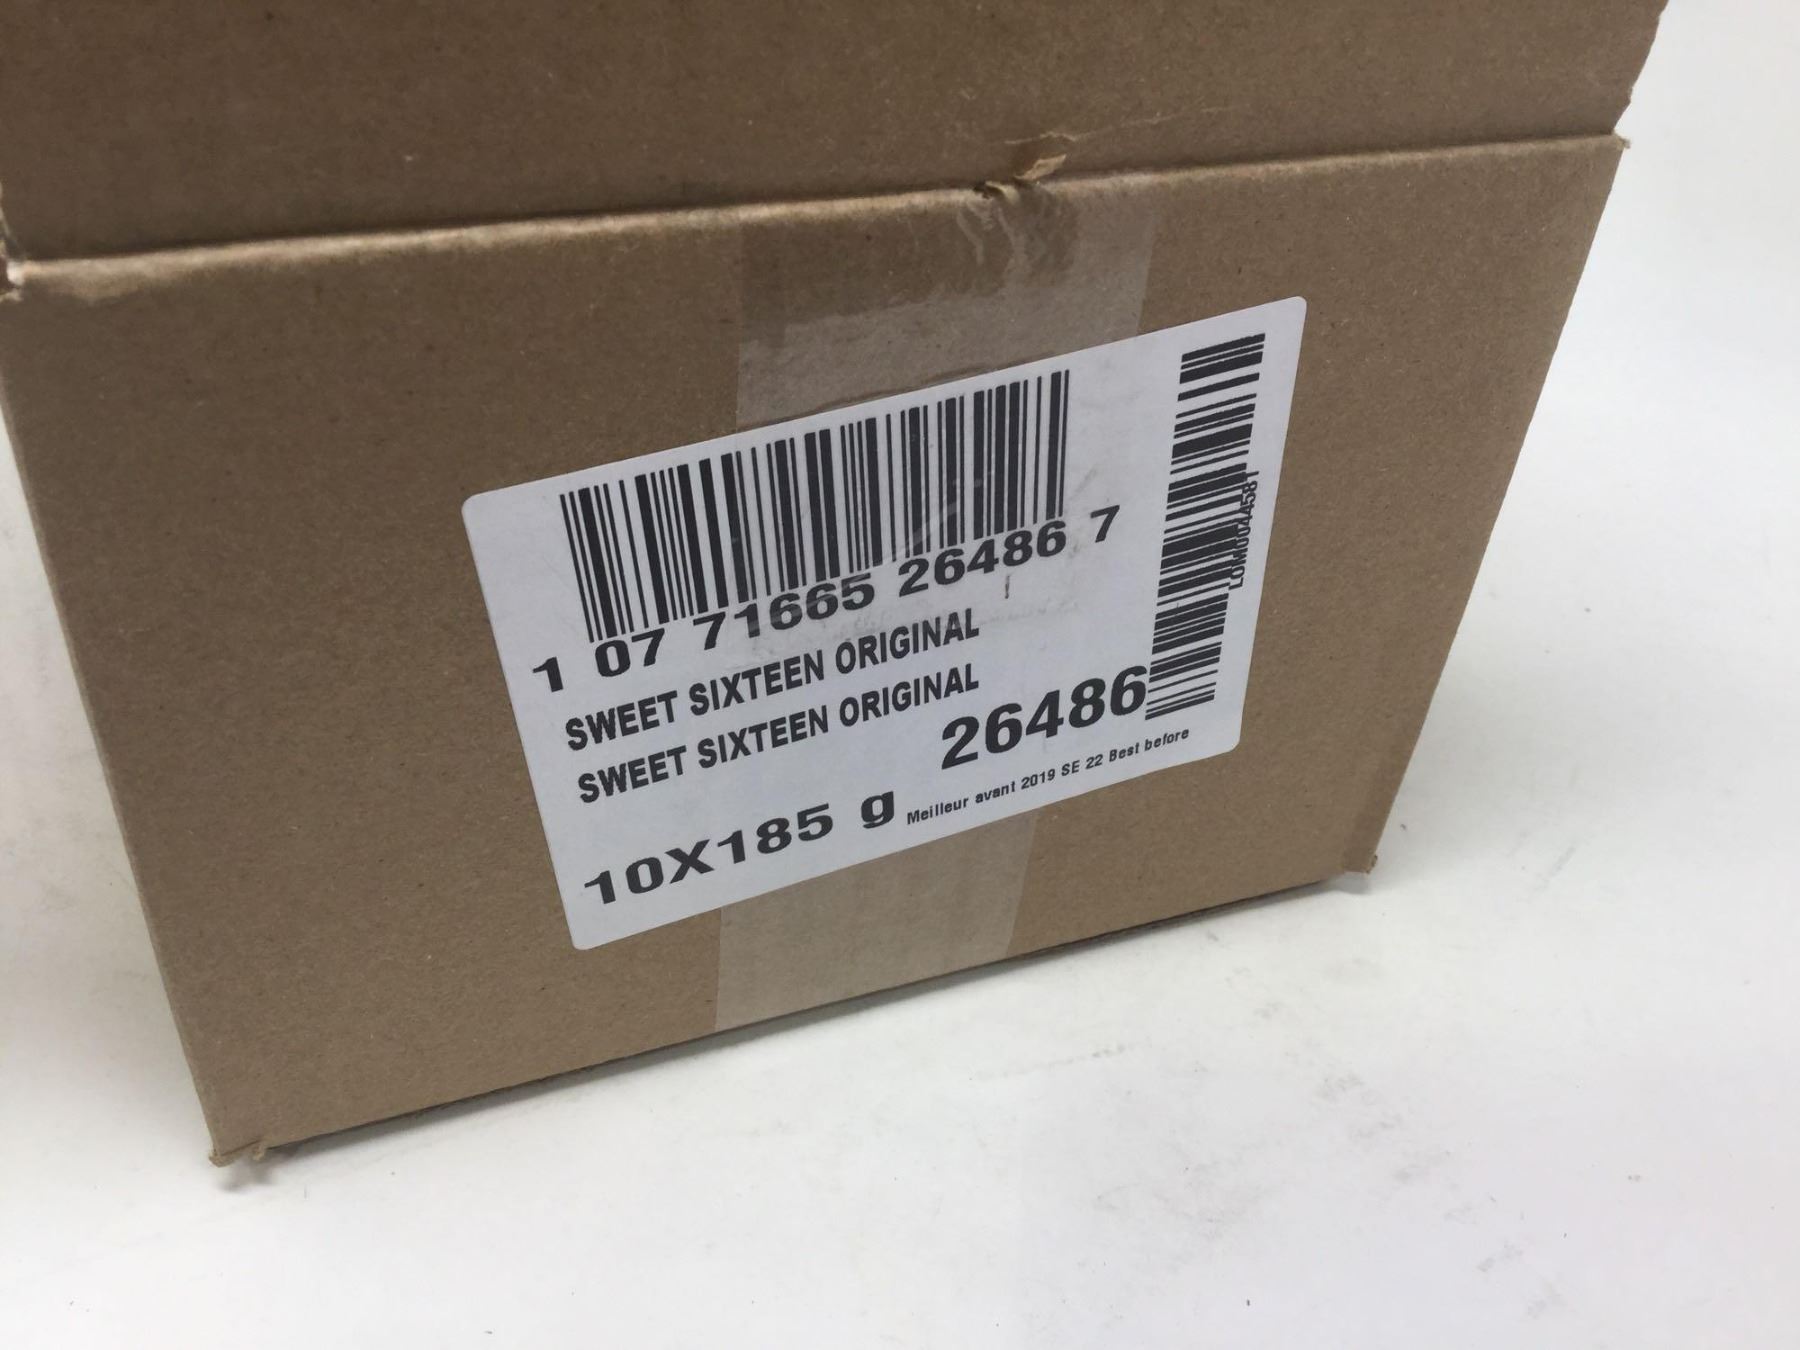 1 07 71665 26486 7
SWEET SIXTEEN ORIGINAL
SWEET SIXTEEN ORIGINAL
26486
10X185 g
Meilleur avant 2019 SE 22 Best before
LOM0044581